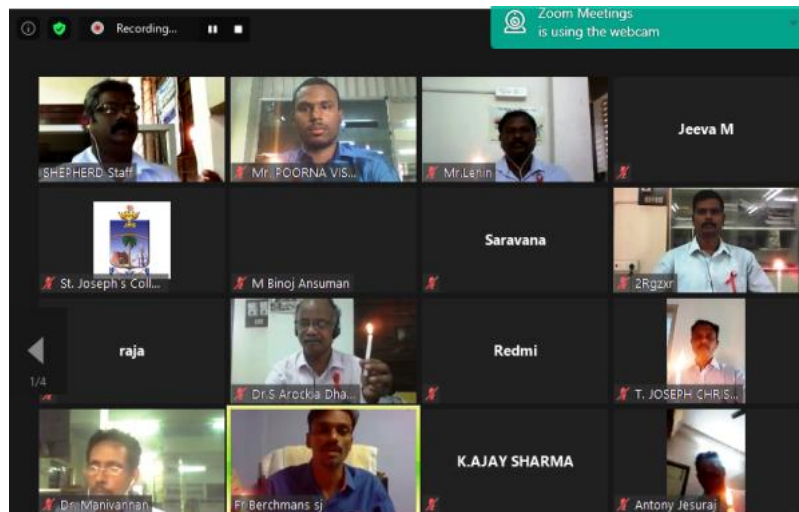 Recording...
Zoom Meetings
is using the webcam
SHEPHERD Staff
Mr. POORNA VIS...
Mr.Lenin
Jeeva M
St. Joseph's Coll...
M Binoj Ansuman
Saravana
2Rgzxr
raja
1/4
Dr.S Arockia Dha...
Redmi
T. JOSEPH CHRIS...
Dr. Manivannan
Fr Berchmans sj
K.AJAY SHARMA
Antony Jesuraj